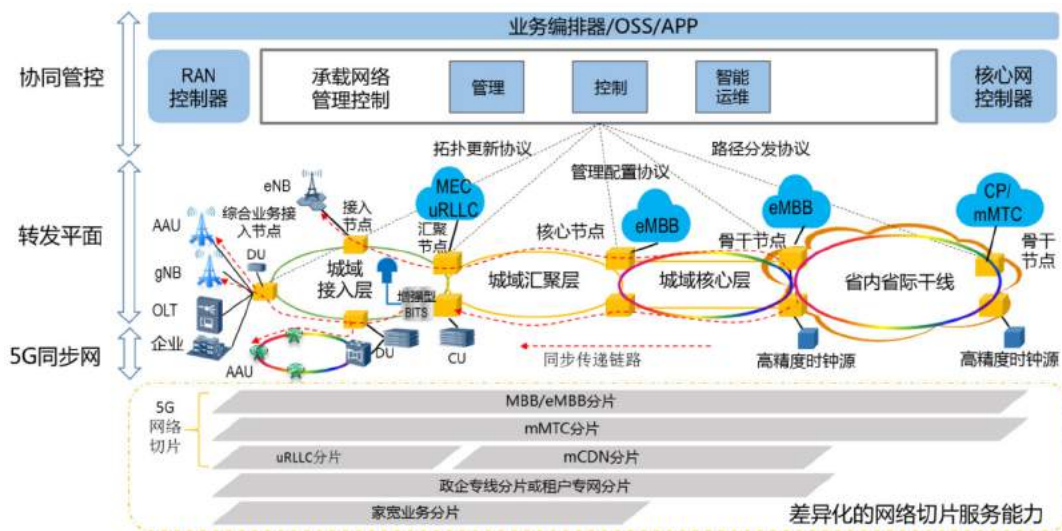 业务编排器/OSS/APP
协同管控
RAN
控制器
承载网络
管理控制
管理
控制
智能
运维
核心网
控制器
拓扑更新协议
路径分发协议
管理配置协议
转发平面
eNB
接入
节点
MEC
uRLLC
汇聚
节点
核心节点
eMBB
eMBB
骨干节点
CP/
mMTC
骨干
节点
AAU
综合业务接
入节点
DU
gNB
OLT
企业
城域
接入层
增强型
BITS
城域汇聚层
城域核心层
省内省际干线
5G同步网
AAU
DU
CU
同步传递链路
高精度时钟源
高精度时钟源
5G
网络
切片
MBB/eMBB分片
mMTC分片
uRLLC分片
mCDN分片
政企专线分片或租户专网分片
家宽业务分片
差异化的网络切片服务能力